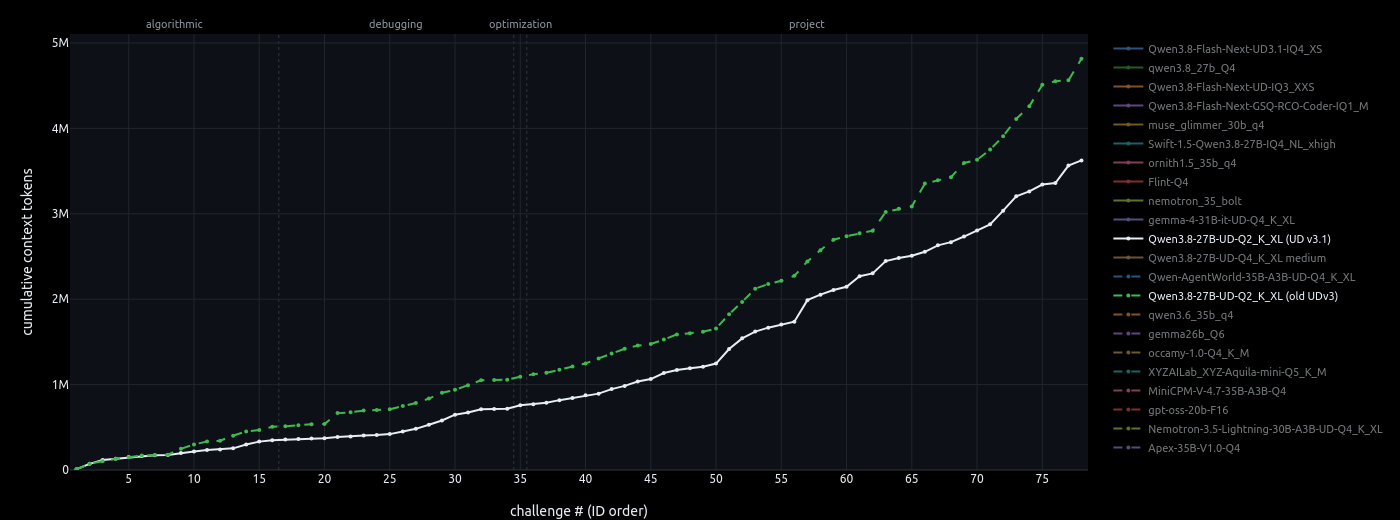 algorithmic debugging optimization project
5M
4M
3M
2M
1M
0
cumulative context tokens
5 10 15 20 25 30 35 40 45 50 55 60 65 70 75
challenge # (ID order)
Qwen3.8-Flash-Next-UD3.1-IQ4_XS
qwen3.8_27b_Q4
Qwen3.8-Flash-Next-UD-IQ3_XXS
Qwen3.8-Flash-Next-GSQ-RCO-Coder-IQ1_M
muse_glimmer_30b_q4
Swift-1.5-Qwen3.8-27B-IQ4_NL_xhigh
ornith1.5_35b_q4
Flint-Q4
nemotron_35_bolt
gemma-4-31B-it-UD-Q4_K_XL
Qwen3.8-27B-UD-Q2_K_XL (UD v3.1)
Qwen3.8-27B-UD-Q4_K_XL medium
Qwen-AgentWorld-35B-A3B-UD-Q4_K_XL
Qwen3.8-27B-UD-Q2_K_XL (old UDv3)
qwen3.6_35b_q4
gemma26b_Q6
occamy-1.0-Q4_K_M
XYZAILab_XYZ-Aquila-mini-Q5_K_M
MiniCPM-V-4.7-35B-A3B-Q4
gpt-oss-20b-F16
Nemotron-3.5-Lightning-30B-A3B-UD-Q4_K_XL
Apex-35B-V1.0-Q4